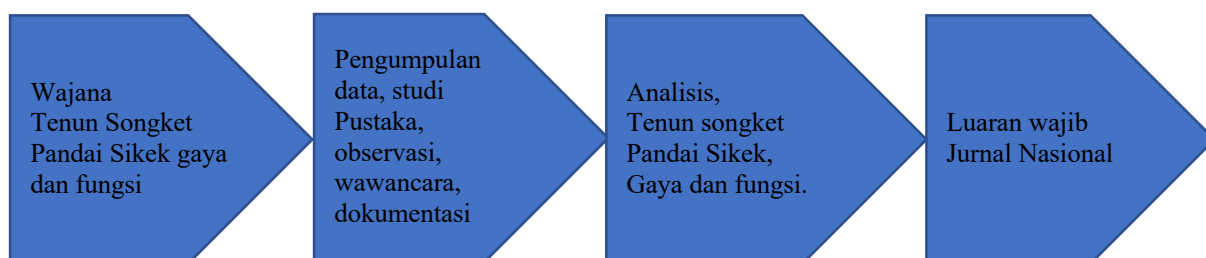 Wajana
Tenun Songket
Pandai Sikek gaya
dan fungsi
Pengumpulan
data, studi
Pustaka,
observasi,
wawancara,
dokumentasi
Analisis,
Tenun songket
Pandai Sikek,
Gaya dan fungsi.
Luaran wajib
Jurnal Nasional